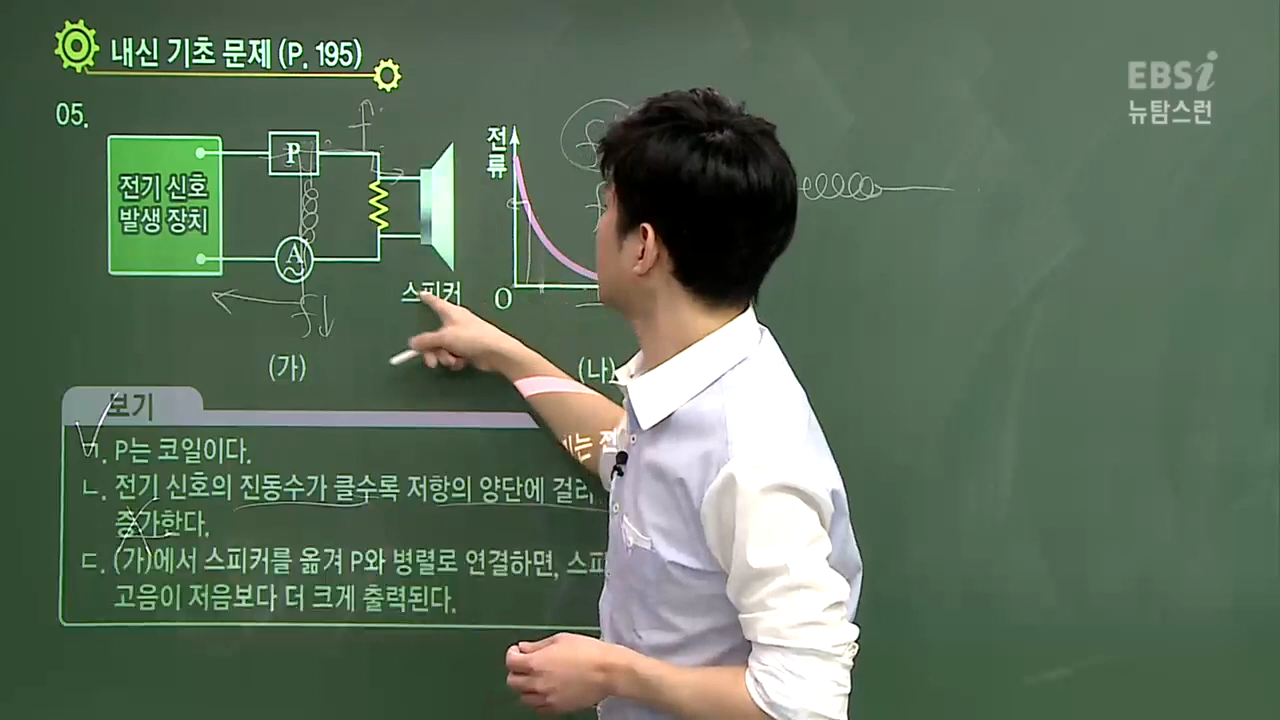 내신 기초 문제 (P. 195)
EBSi
뉴탐스런
05.
전기 신호
발생 장치
P
A
f
f↓
스피커
전
류
O
(가)
(나)
보기
ㄱ. P는 코일이다.
ㄴ. 전기 신호의 진동수가 클수록 저항의 양단에 걸리
증가한다.
ㄷ. (가)에서 스피커를 옮겨 P와 병렬로 연결하면, 스피
고음이 저음보다 더 크게 출력된다.